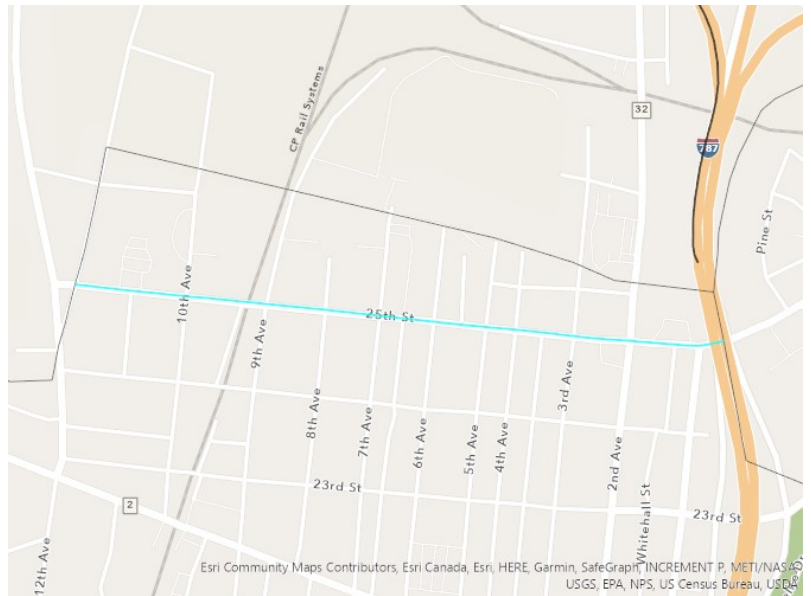 CP Rail Systems
32
787
Pine St
10th Ave
25th St
9th Ave
8th Ave
7th Ave
6th Ave
5th Ave
4th Ave
3rd Ave
2nd Ave
Whitehall St
23rd St
23rd St
2
12th Ave
Esri Community Maps Contributors, Esri Canada, Esri, HERE, Garmin, SafeGraph, INCREMENT P, METI/NASA,
USGS, EPA, NPS, US Census Bureau, USDA